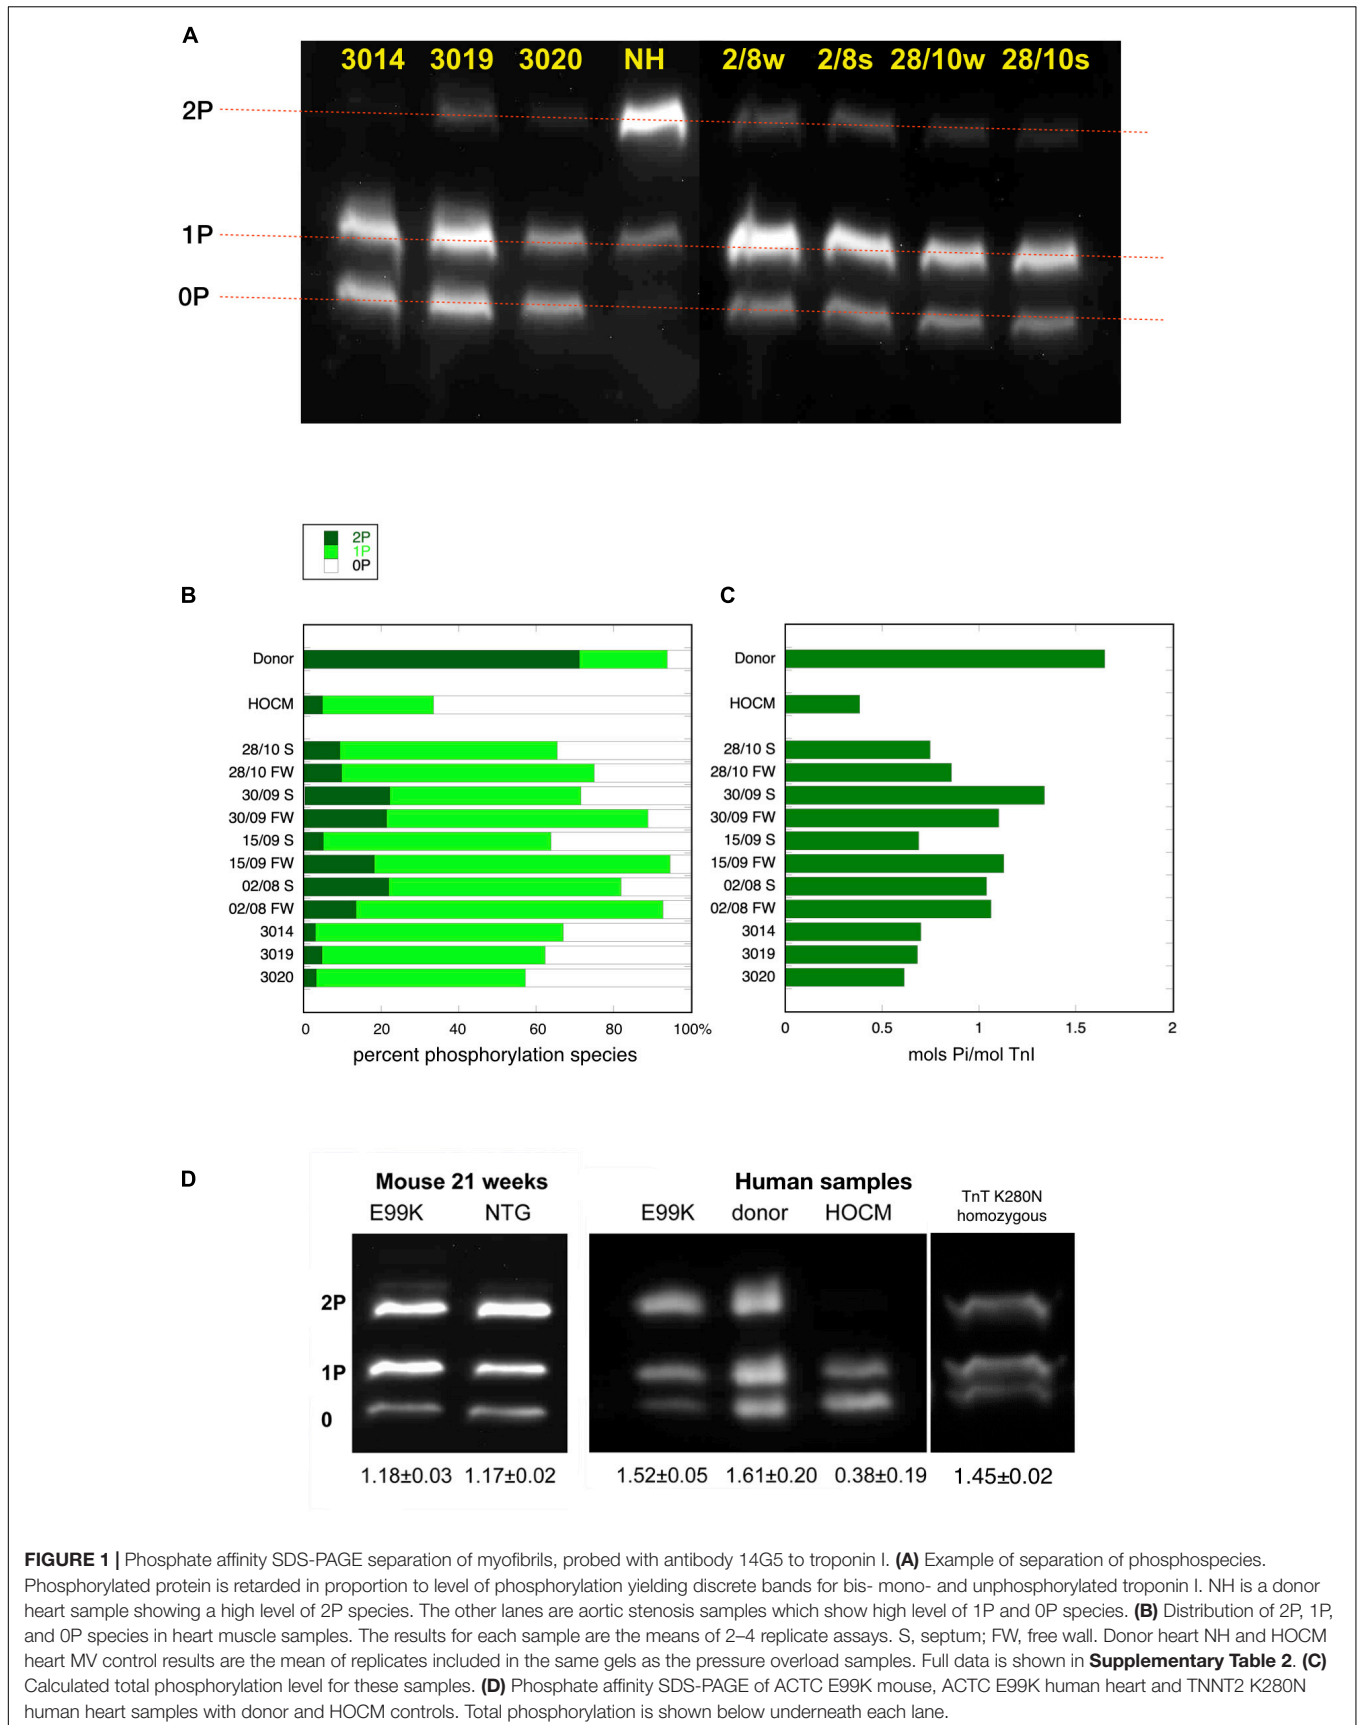 A
3014 3019 3020 NH 2/8w 2/8s 28/10w 28/10s
2P
1P
0P
2P
1P
0P
B
Donor
HOCM
28/10 S
28/10 FW
30/09 S
30/09 FW
15/09 S
15/09 FW
02/08 S
02/08 FW
3014
3019
3020
0 20 40 60 80 100%
percent phosphorylation species
C
Donor
HOCM
28/10 S
28/10 FW
30/09 S
30/09 FW
15/09 S
15/09 FW
02/08 S
02/08 FW
3014
3019
3020
0 0.5 1 1.5 2
mols Pi/mol TnI
D
Mouse 21 weeks
E99K NTG
2P
1P
0
1.18±0.03 1.17±0.02
Human samples
E99K donor HOCM
1.52±0.05 1.61±0.20 0.38±0.19
TnT K280N
homozygous
1.45±0.02
FIGURE 1 | Phosphate affinity SDS-PAGE separation of myofibrils, probed with antibody 14G5 to troponin I. (A) Example of separation of phosphospecies.
Phosphorylated protein is retarded in proportion to level of phosphorylation yielding discrete bands for bis- mono- and unphosphorylated troponin I. NH is a donor
heart sample showing a high level of 2P species. The other lanes are aortic stenosis samples which show high level of 1P and 0P species. (B) Distribution of 2P, 1P,
and 0P species in heart muscle samples. The results for each sample are the means of 2–4 replicate assays. S, septum; FW, free wall. Donor heart NH and HOCM
heart MV control results are the mean of replicates included in the same gels as the pressure overload samples. Full data is shown in Supplementary Table 2. (C)
Calculated total phosphorylation level for these samples. (D) Phosphate affinity SDS-PAGE of ACTC E99K mouse, ACTC E99K human heart and TNNT2 K280N
human heart samples with donor and HOCM controls. Total phosphorylation is shown below underneath each lane.